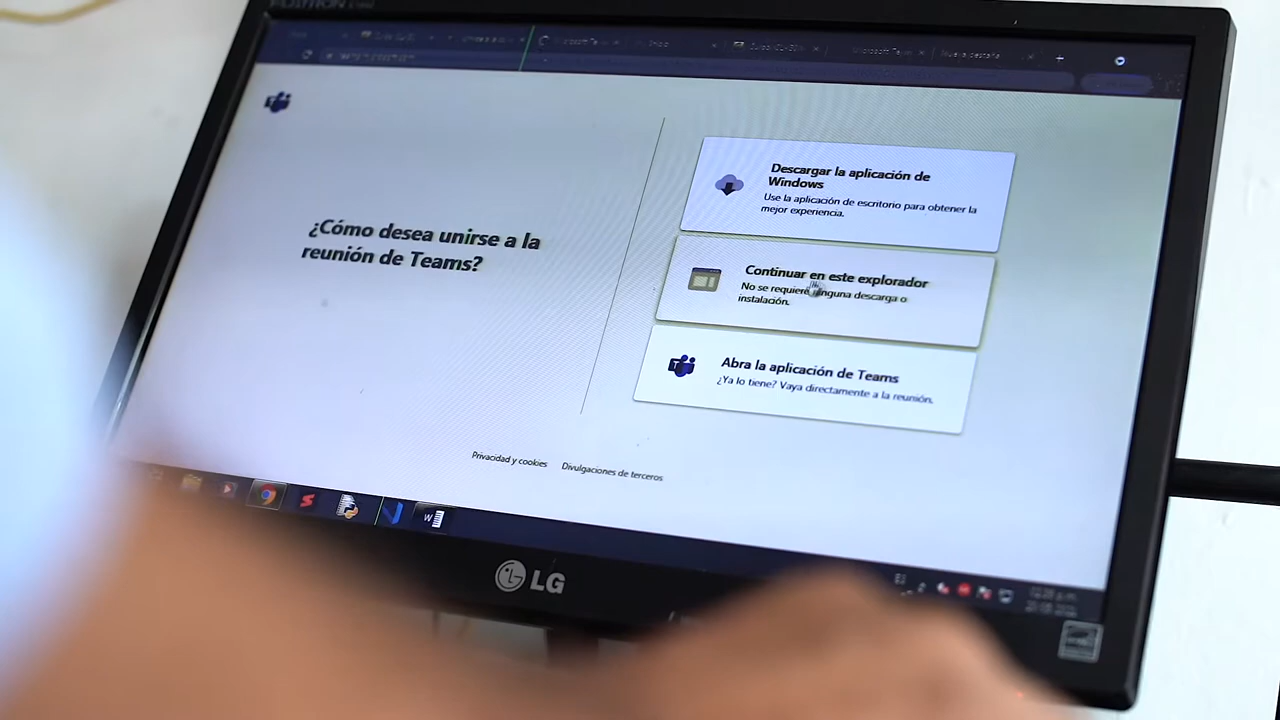 ¿Cómo desea unirse a la
reunión de Teams?
Descargar la aplicación de
Windows
Use la aplicación de escritorio para obtener la
mejor experiencia.
Continuar en este explorador
No se requiere ninguna descarga o
instalación.
Abra la aplicación de Teams
¿Ya lo tiene? Vaya directamente a la reunión.
Privacidad y cookies
Divulgaciones de terceros
LG